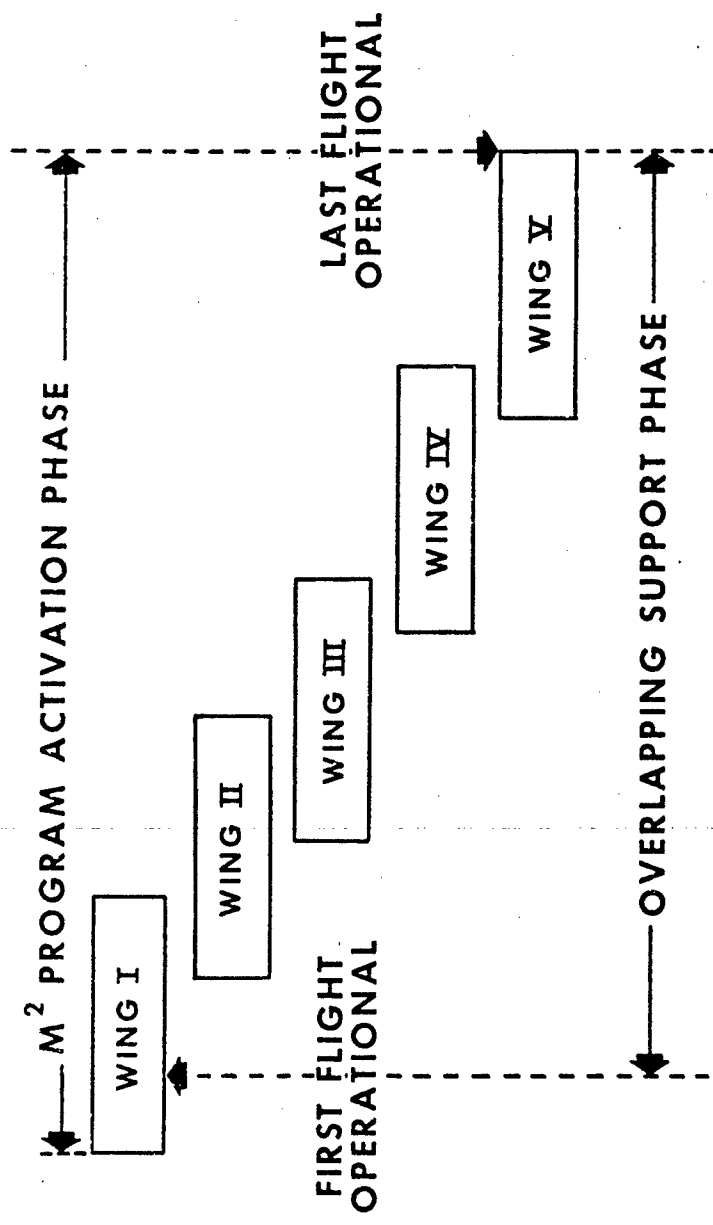 M² PROGRAM ACTIVATION PHASE
WING I
WING II
WING III
WING IV
WING V
FIRST FLIGHT
OPERATIONAL
LAST FLIGHT
OPERATIONAL
OVERLAPPING SUPPORT PHASE